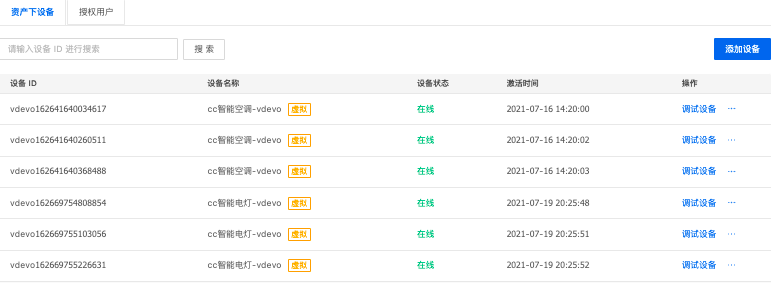 资产下设备 授权用户
请输入设备 ID 进行搜索 搜 索 添加设备
设备 ID 设备名称 设备状态 激活时间 操作
vdevo162641640034617 cc智能空调-vdevo 虚拟 在线 2021-07-16 14:20:00 调试设备 ···
vdevo162641640260511 cc智能空调-vdevo 虚拟 在线 2021-07-16 14:20:02 调试设备 ···
vdevo162641640368488 cc智能空调-vdevo 虚拟 在线 2021-07-16 14:20:03 调试设备 ···
vdevo162669754808854 cc智能电灯-vdevo 虚拟 在线 2021-07-19 20:25:48 调试设备 ···
vdevo162669755103056 cc智能电灯-vdevo 虚拟 在线 2021-07-19 20:25:51 调试设备 ···
vdevo162669755226631 cc智能电灯-vdevo 虚拟 在线 2021-07-19 20:25:52 调试设备 ···